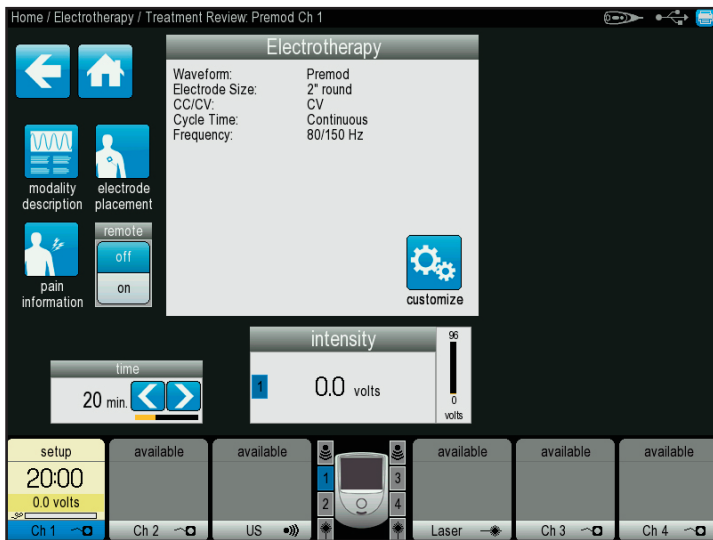 Home / Electrotherapy / Treatment Review: Premod Ch 1
Electrotherapy
Waveform: Premod
Electrode Size: 2" round
CC/CV: CV
Cycle Time: Continuous
Frequency: 80/150 Hz
modality description
electrode placement
pain information
remote
off
on
customize
time
20 min.
intensity
1
0.0 volts
96
0
volts
setup
20:00
0.0 volts
Ch 1
available
Ch 2
available
US
1
2
3
4
available
Laser
available
Ch 3
available
Ch 4